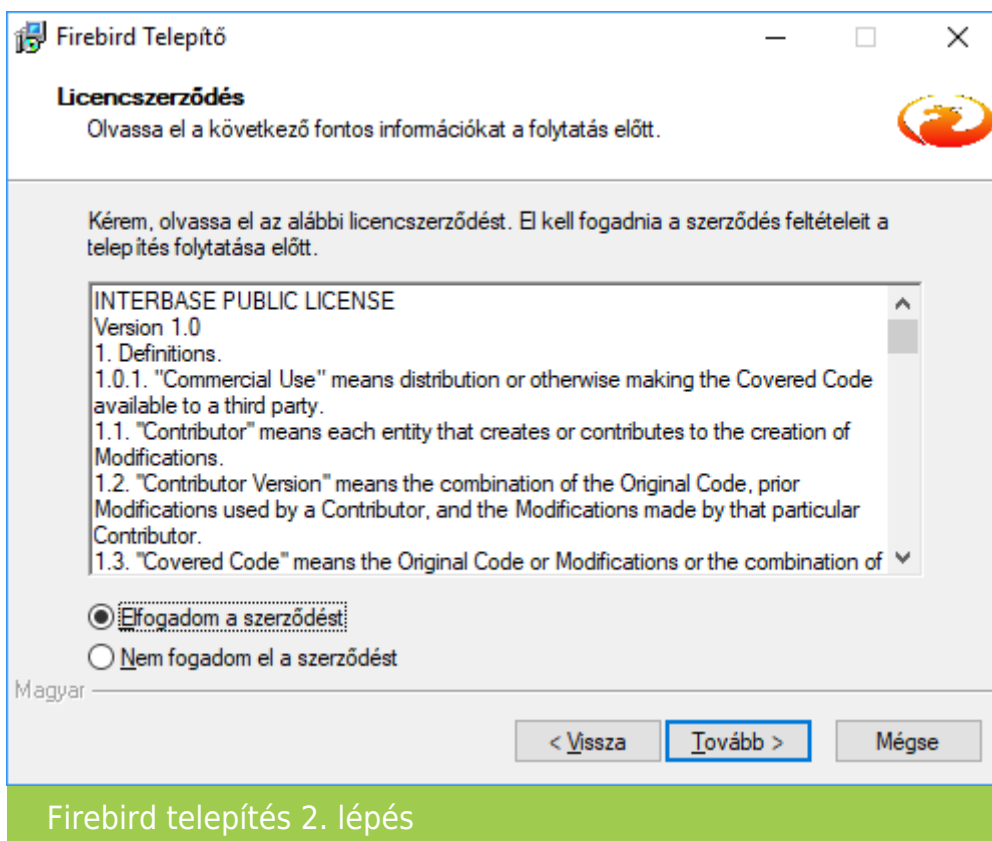 Firebird Telepítő
Licencszerződés
Olvassa el a következő fontos információkat a folytatás előtt.
Kérem, olvassa el az alábbi licencszerződést. El kell fogadnia a szerződés feltételeit a
telepítés folytatása előtt.
INTERBASE PUBLIC LICENSE
Version 1.0
1. Definitions.
1.0.1. "Commercial Use" means distribution or otherwise making the Covered Code
available to a third party.
1.1. "Contributor" means each entity that creates or contributes to the creation of
Modifications.
1.2. "Contributor Version" means the combination of the Original Code, prior
Modifications used by a Contributor, and the Modifications made by that particular
Contributor.
1.3. "Covered Code" means the Original Code or Modifications or the combination of
Elfogadom a szerződést
Nem fogadom el a szerződést
Magyar
< Vissza
Tovább >
Mégse
Firebird telepítés 2. lépés